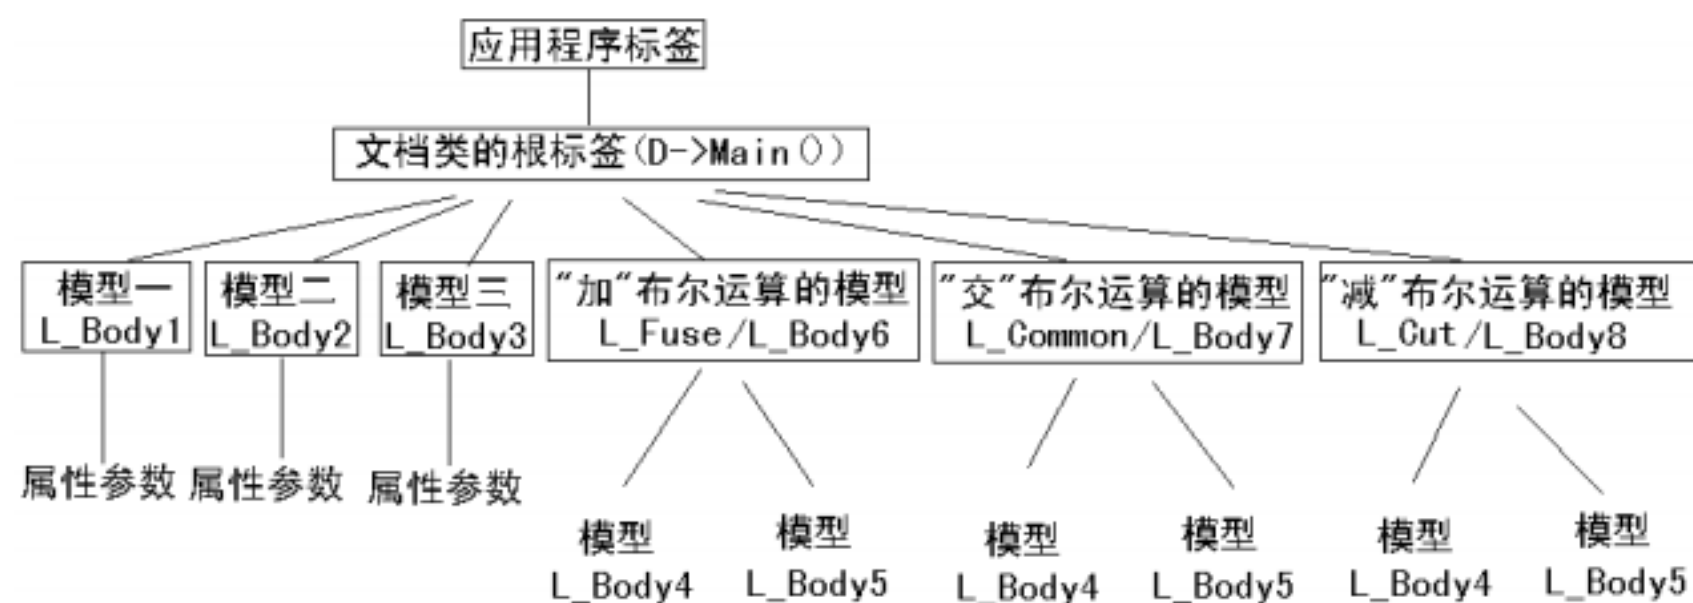 应用程序标签
文档类的根标签(D->Main())
模型一
L_Body1
模型二
L_Body2
模型三
L_Body3
"加"布尔运算的模型
L_Fuse/L_Body6
"交"布尔运算的模型
L_Common/L_Body7
"减"布尔运算的模型
L_Cut/L_Body8
属性参数
属性参数
属性参数
模型
L_Body4
模型
L_Body5
模型
L_Body4
模型
L_Body5
模型
L_Body4
模型
L_Body5